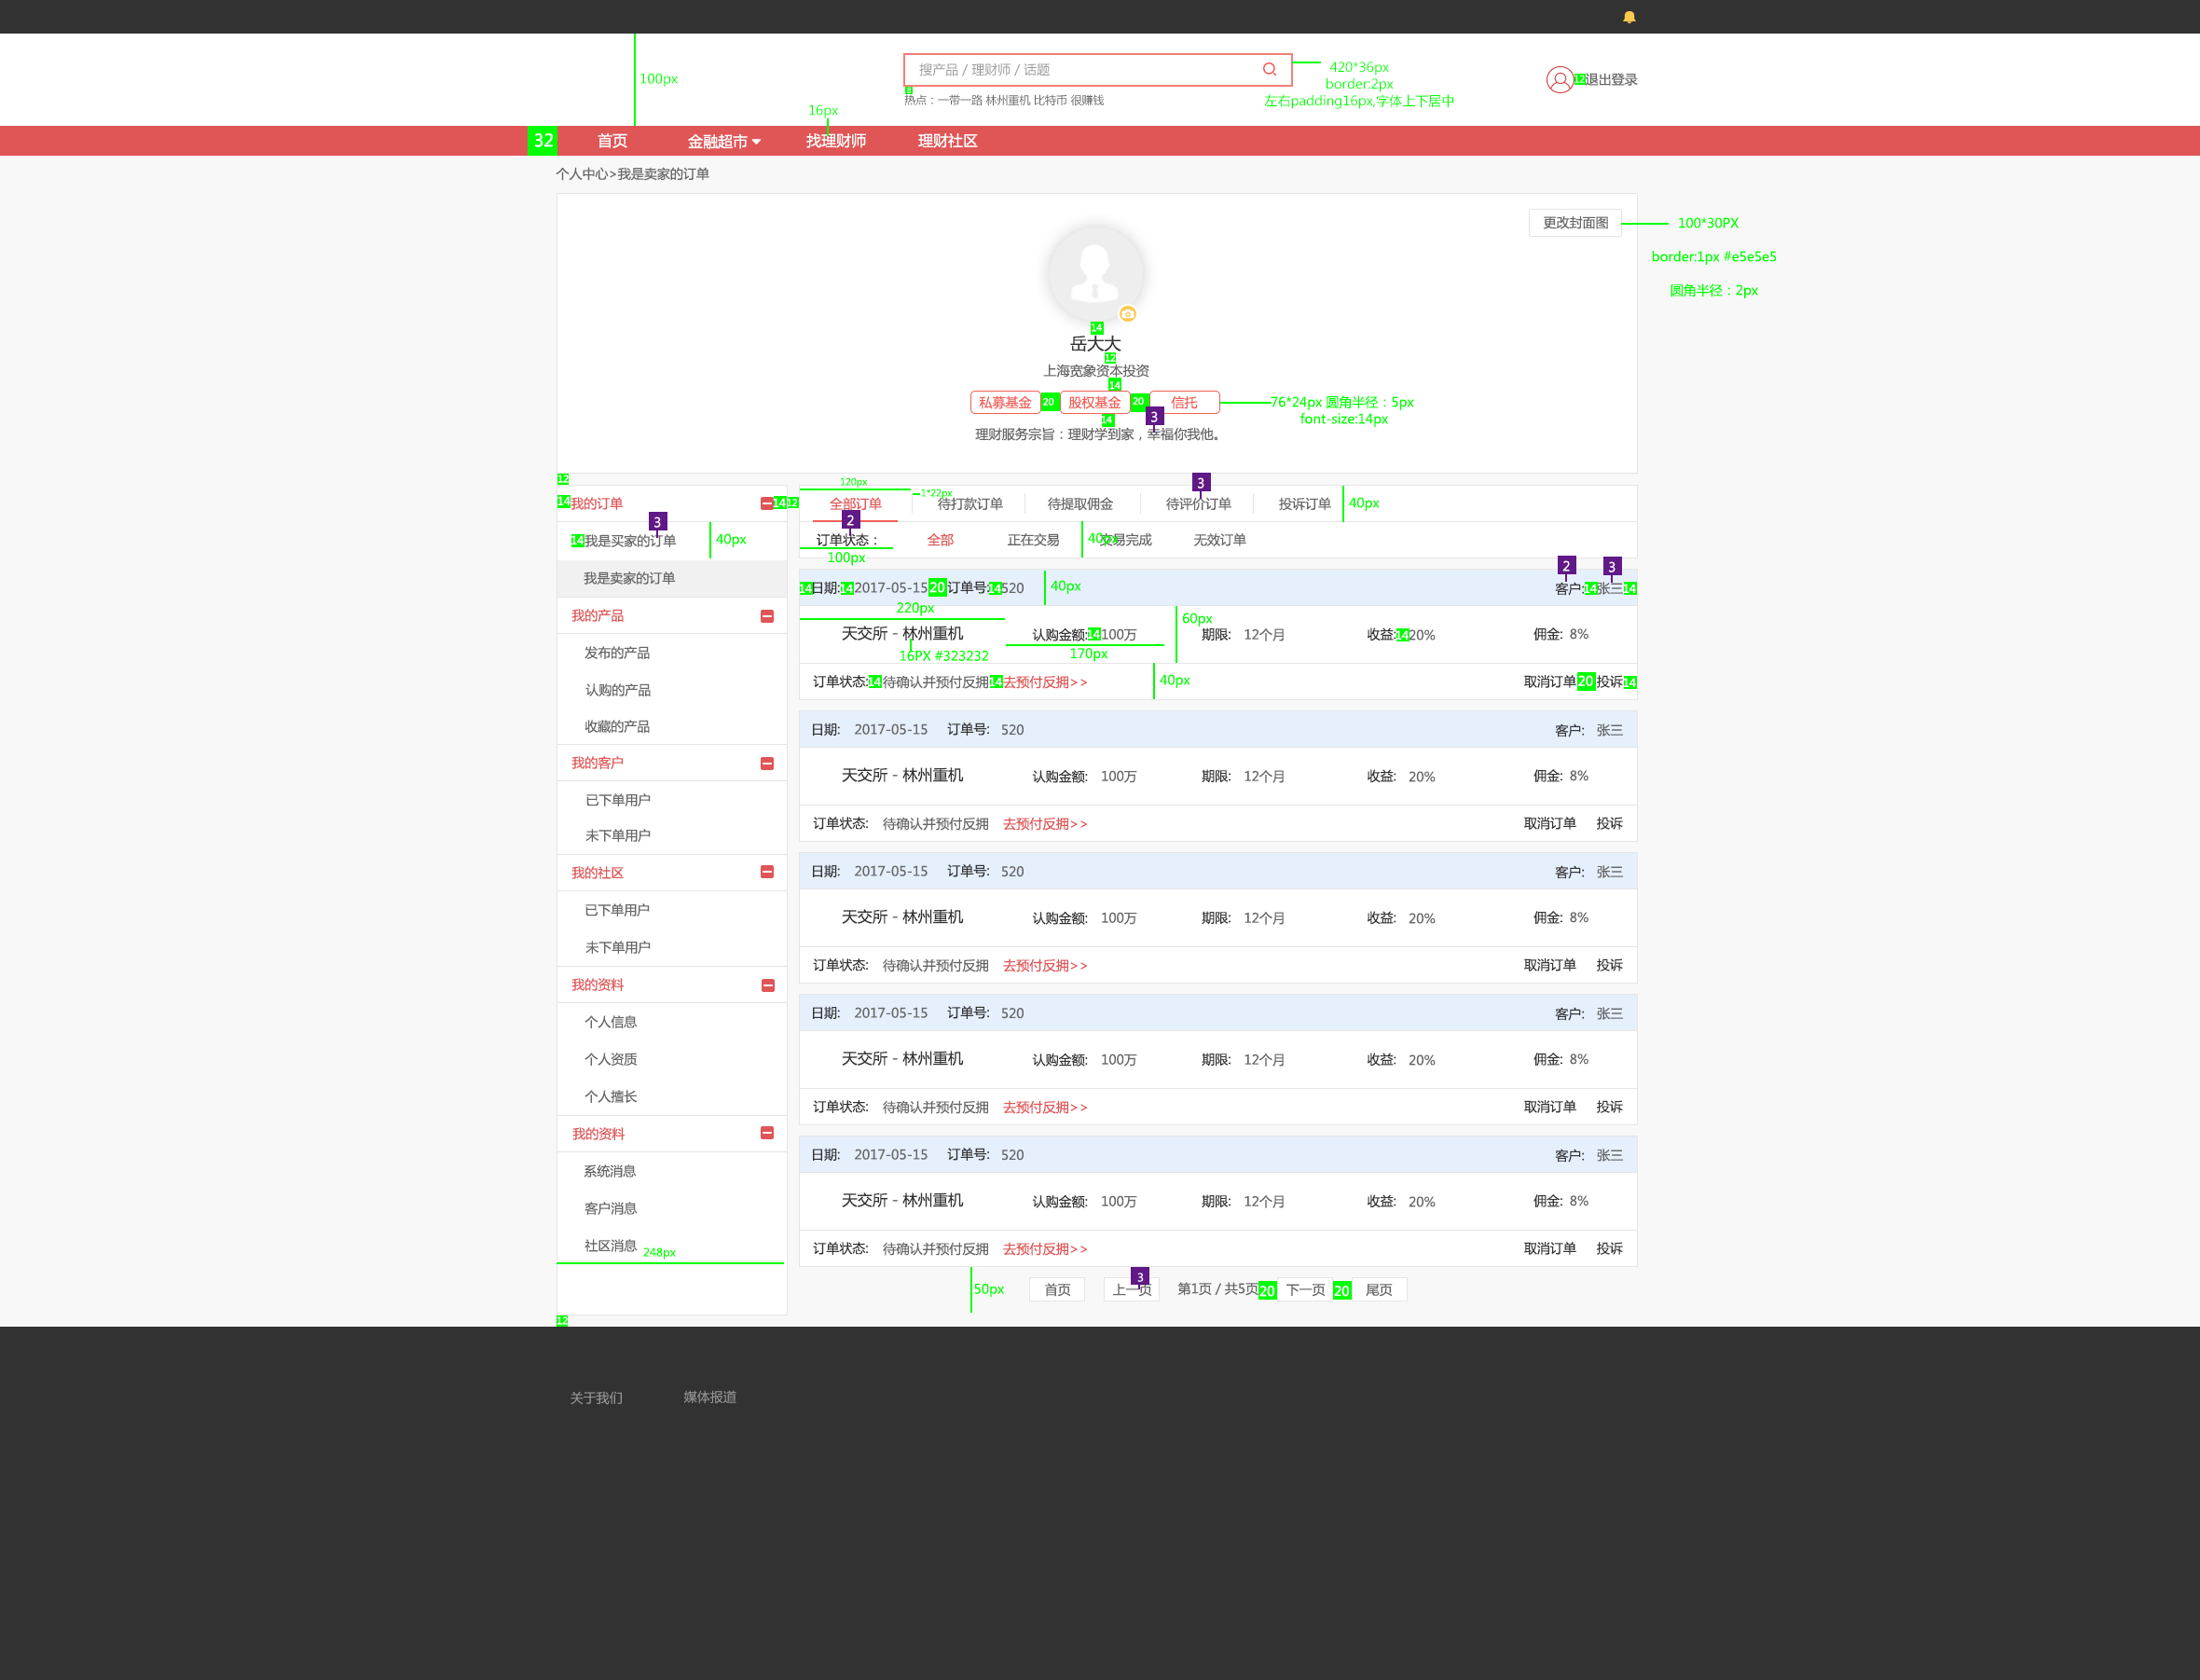 100px
搜产品 / 理财师 / 话题
420*36px
border:2px
左右padding16px,字体上下居中
8
热点：一带一路 林州重机 比特币 很赚钱
12
退出登录
16px
32
首页 金融超市 找理财师 理财社区
个人中心>我是卖家的订单
更改封面图
100*30PX
border:1px #e5e5e5
圆角半径：2px
14
岳大大
12
上海宽象资本投资
14
私募基金 20 股权基金 20 信托
76*24px 圆角半径：5px
font-size:14px
14
3
理财服务宗旨：理财学到家，幸福你我他。
12
14 我的订单 14 12
3
14 我是买家的订单 40px
我是卖家的订单
我的产品
发布的产品
认购的产品
收藏的产品
我的客户
已下单用户
未下单用户
我的社区
已下单用户
未下单用户
我的资料
个人信息
个人资质
个人擅长
我的资料
系统消息
客户消息
社区消息
248px
12
120px
1*22px
3
全部订单 待打款订单 待提取佣金 待评价订单 投诉订单 40px
2
订单状态： 全部 正在交易 40px 交易完成 无效订单
100px
2 3
14 日期: 14 2017-05-15 20 订单号: 14 520 40px 客户: 14 张三 14
220px
60px
天交所 - 林州重机 认购金额: 14 100万 期限: 12个月 收益: 14 20% 佣金: 8%
16PX #323232
170px
订单状态: 14 待确认并预付反拥 14 去预付反拥>> 40px 取消订单 20 投诉 14
日期: 2017-05-15 订单号: 520 客户: 张三
天交所 - 林州重机 认购金额: 100万 期限: 12个月 收益: 20% 佣金: 8%
订单状态: 待确认并预付反拥 去预付反拥>> 取消订单 投诉
日期: 2017-05-15 订单号: 520 客户: 张三
天交所 - 林州重机 认购金额: 100万 期限: 12个月 收益: 20% 佣金: 8%
订单状态: 待确认并预付反拥 去预付反拥>> 取消订单 投诉
日期: 2017-05-15 订单号: 520 客户: 张三
天交所 - 林州重机 认购金额: 100万 期限: 12个月 收益: 20% 佣金: 8%
订单状态: 待确认并预付反拥 去预付反拥>> 取消订单 投诉
日期: 2017-05-15 订单号: 520 客户: 张三
天交所 - 林州重机 认购金额: 100万 期限: 12个月 收益: 20% 佣金: 8%
订单状态: 待确认并预付反拥 去预付反拥>> 取消订单 投诉
3
50px 首页 上一页 第1页 / 共5页 20 下一页 20 尾页
关于我们 媒体报道